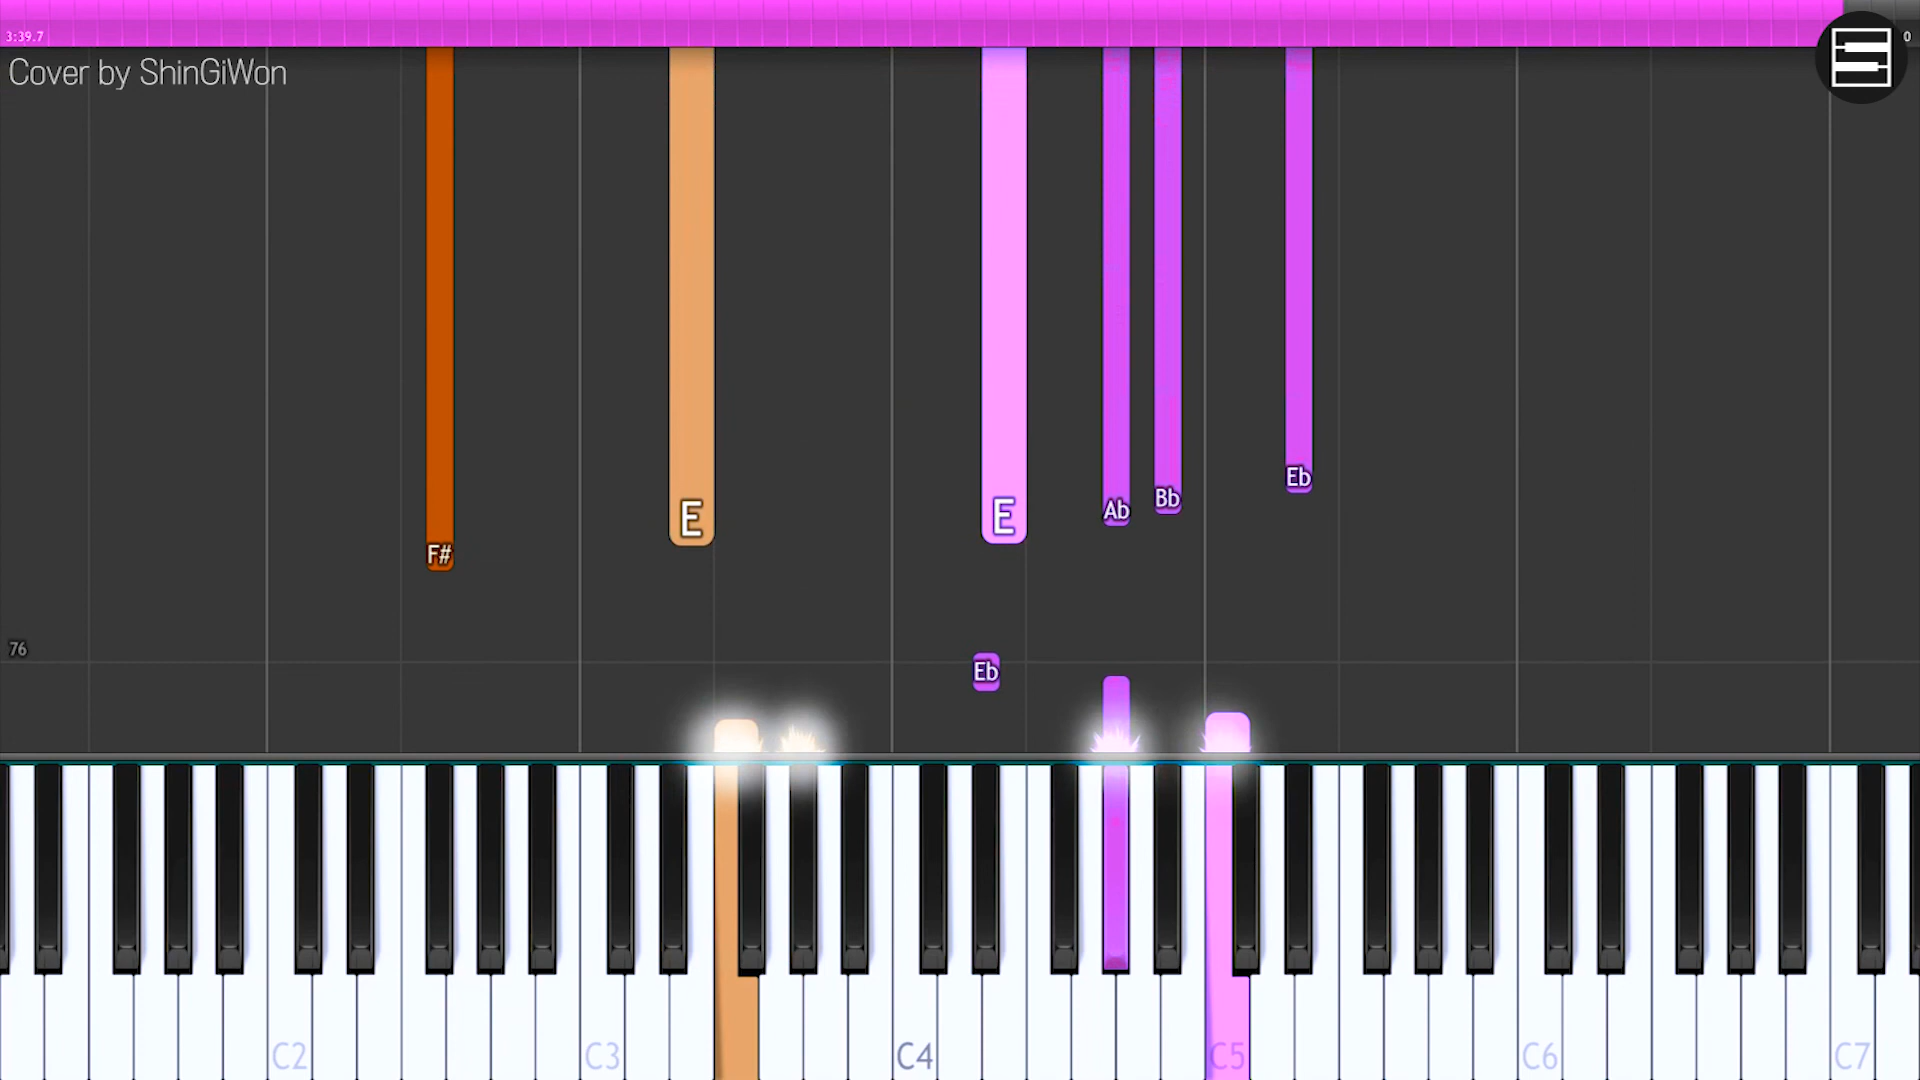 3:39.7
0
Cover by ShinGiWon
Eb
Bb
Ab
E
E
F#
76
Eb
C2
C3
C4
C5
C6
C7